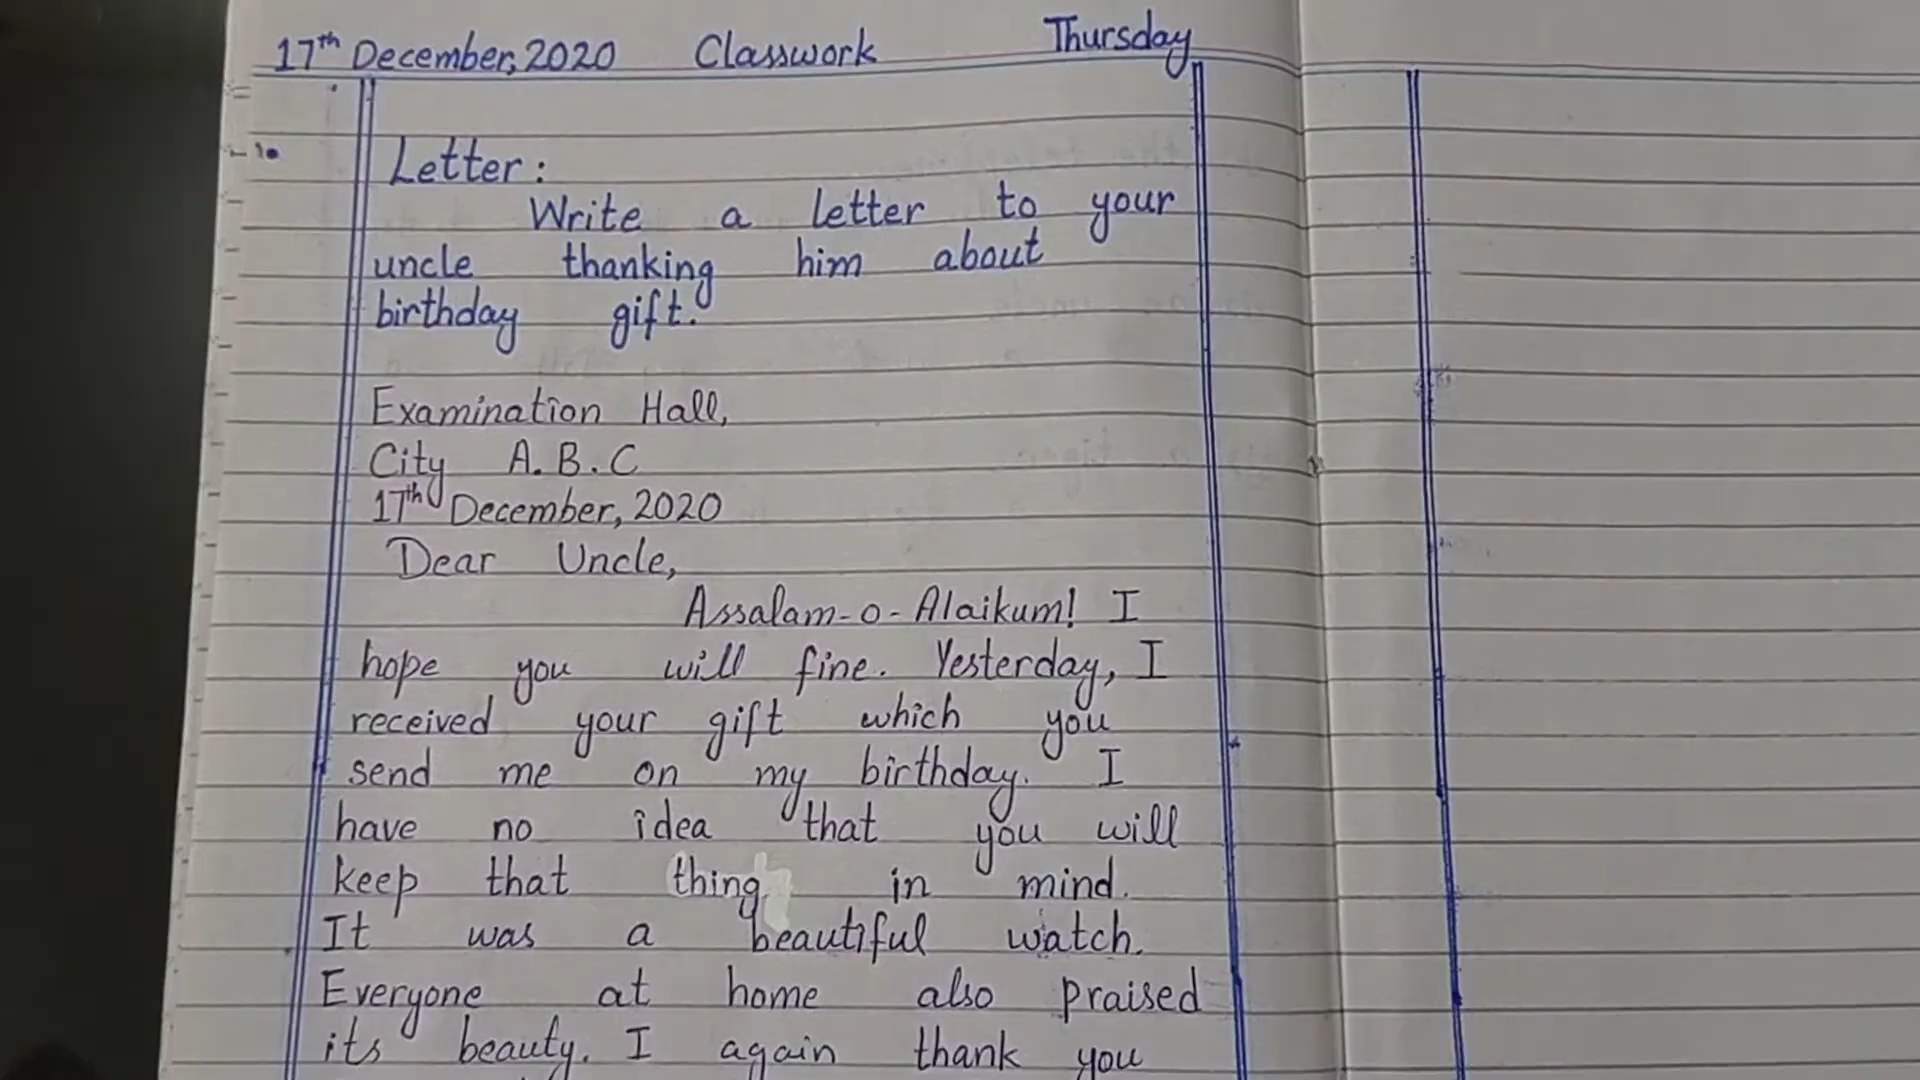 17th December, 2020 Classwork Thursday
Letter:
Write a letter to your
uncle thanking him about
birthday gift.
Examination Hall,
City A.B.C
17th December, 2020
Dear Uncle,
Assalam-o-Alaikum! I
hope you will fine. Yesterday, I
received your gift which you
send me on my birthday. I
have no idea that you will
keep that thing in mind.
It was a beautiful watch.
Everyone at home also praised
its beauty. I again thank you